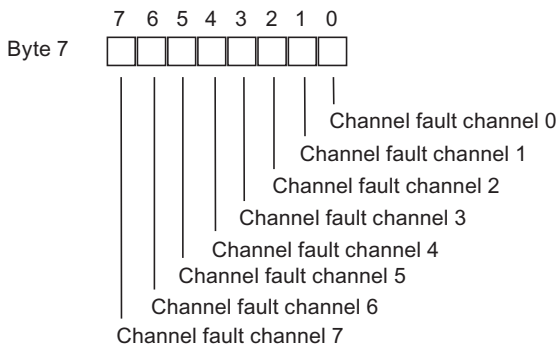 7 6 5 4 3 2 1 0
Byte 7
Channel fault channel 0
Channel fault channel 1
Channel fault channel 2
Channel fault channel 3
Channel fault channel 4
Channel fault channel 5
Channel fault channel 6
Channel fault channel 7